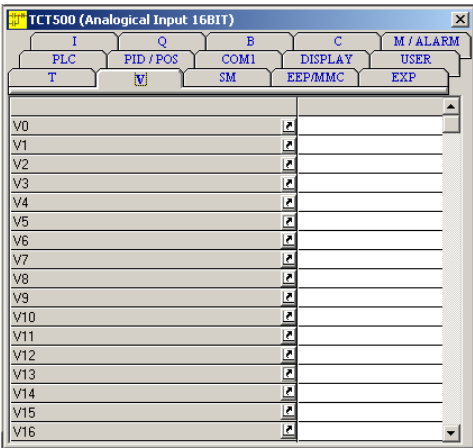 TCT500 (Analogical Input 16BIT)
I Q B C M / ALARM
PLC PID / POS COM1 DISPLAY USER
T V SM EEP/MMC EXP
V0
V1
V2
V3
V4
V5
V6
V7
V8
V9
V10
V11
V12
V13
V14
V15
V16